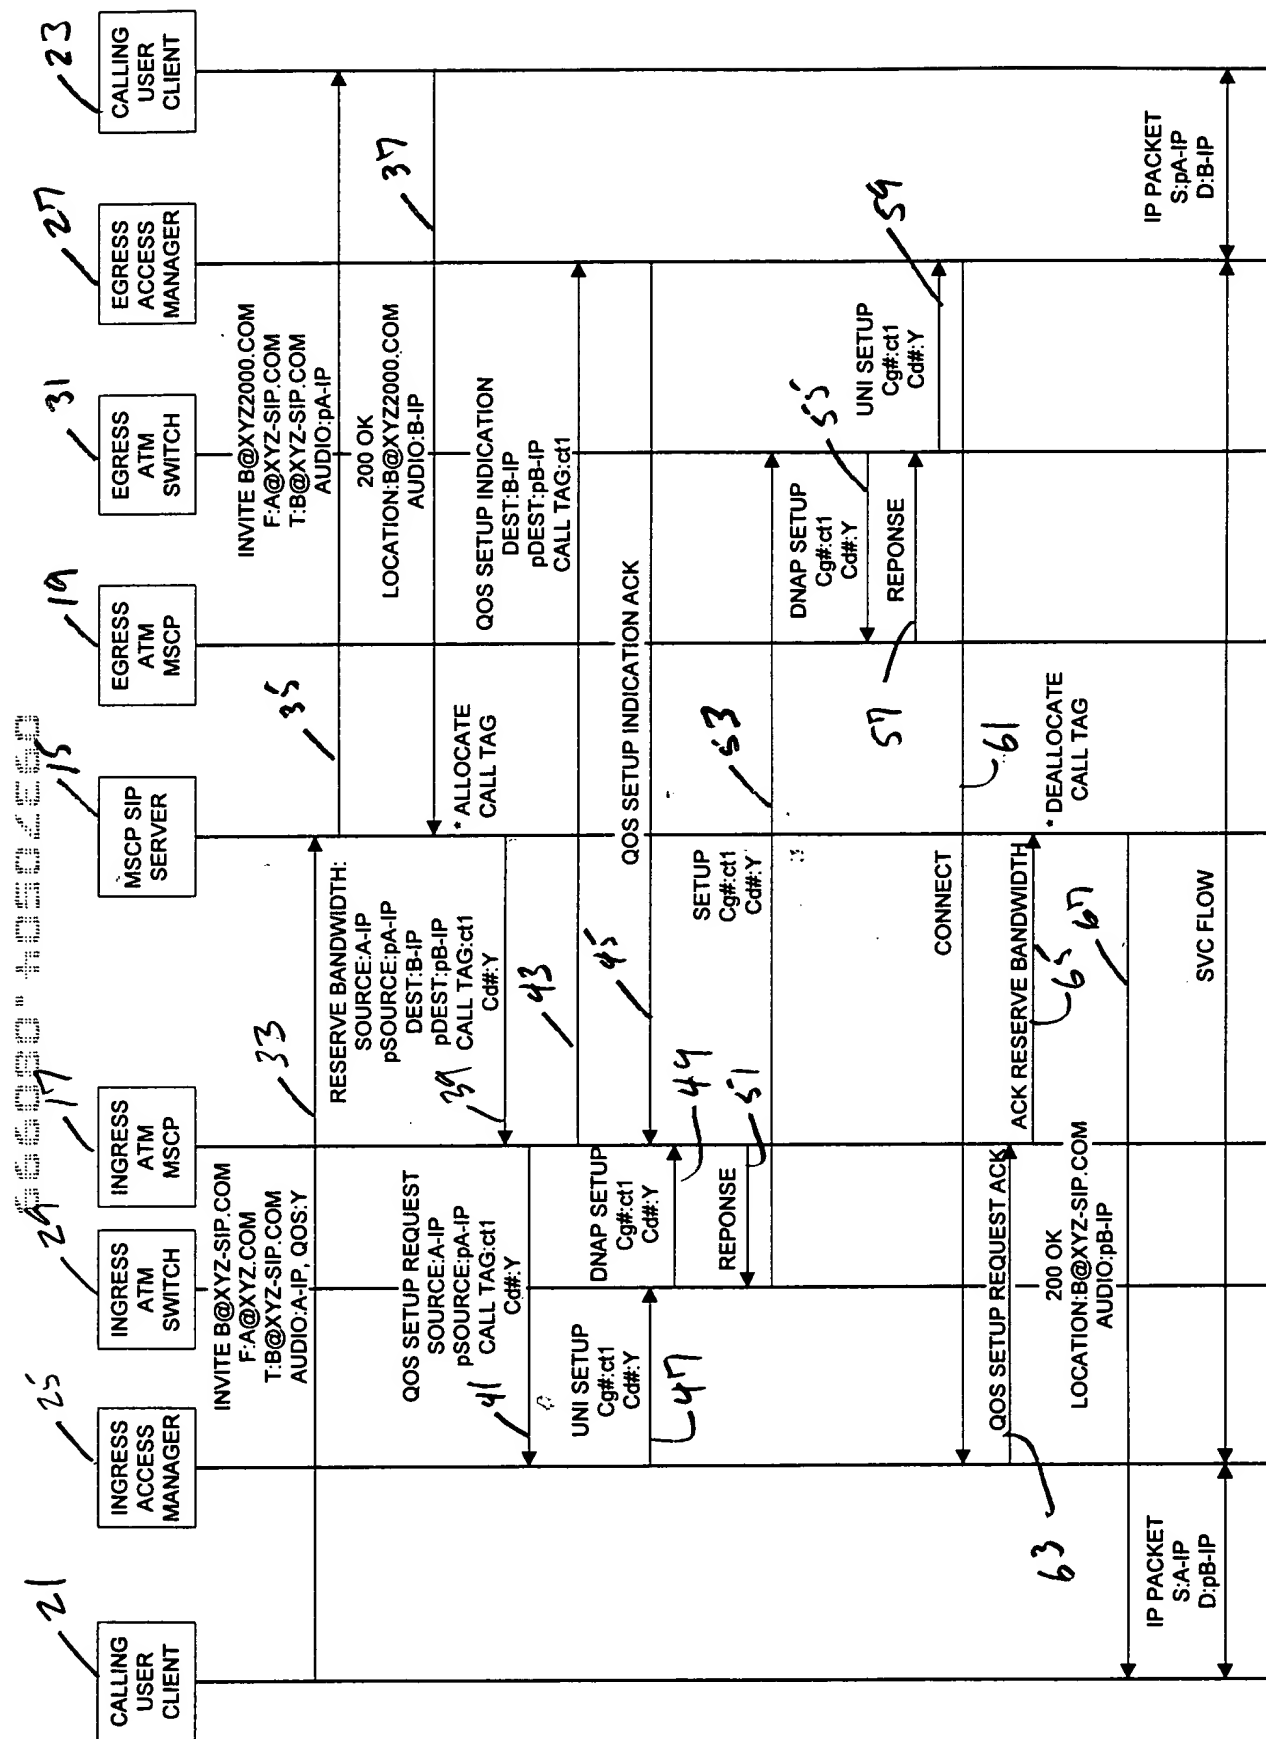 21
CALLING
USER
CLIENT
25
INGRESS
ACCESS
MANAGER
29
INGRESS
ATM
SWITCH
17
INGRESS
ATM
MSCP
15
MSCP SIP
SERVER
19
EGRESS
ATM
MSCP
31
EGRESS
ATM
SWITCH
27
EGRESS
ACCESS
MANAGER
23
CALLING
USER
CLIENT
INVITE B@XYZ-SIP.COM
F:A@XYZ.COM
T:B@XYZ-SIP.COM
AUDIO:A-IP, QOS:Y
33
INVITE B@XYZ2000.COM
F:A@XYZ-SIP.COM
T:B@XYZ-SIP.COM
AUDIO:pA-IP
35
200 OK
LOCATION:B@XYZ2000.COM
AUDIO:B-IP
37
* ALLOCATE
CALL TAG
RESERVE BANDWIDTH:
SOURCE:A-IP
pSOURCE:pA-IP
DEST:B-IP
pDEST:pB-IP
CALL TAG:ct1
Cd#:Y
39
QOS SETUP REQUEST
SOURCE:A-IP
pSOURCE:pA-IP
CALL TAG:ct1
Cd#:Y
41
QOS SETUP INDICATION
DEST:B-IP
pDEST:pB-IP
CALL TAG:ct1
43
QOS SETUP INDICATION ACK
45
UNI SETUP
Cg#:ct1
Cd#:Y
47
DNAP SETUP
Cg#:ct1
Cd#:Y
49
REPONSE
51
SETUP
Cg#:ct1
Cd#:Y
53
DNAP SETUP
Cg#:ct1
Cd#:Y
55
REPONSE
57
UNI SETUP
Cg#:ct1
Cd#:Y
59
CONNECT
61
QOS SETUP REQUEST ACK
63
ACK RESERVE BANDWIDTH
65
* DEALLOCATE
CALL TAG
200 OK
LOCATION:B@XYZ-SIP.COM
AUDIO:pB-IP
67
IP PACKET
S:A-IP
D:pB-IP
SVC FLOW
IP PACKET
S:pA-IP
D:B-IP